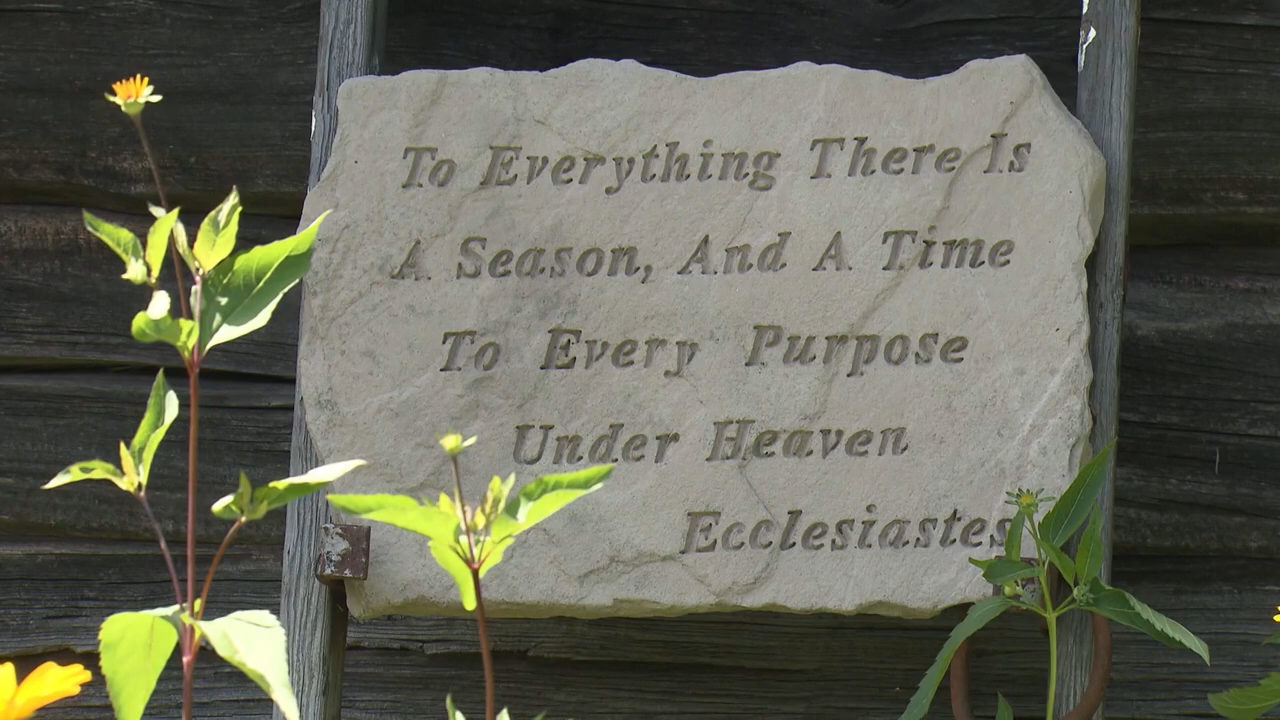 To Everything There Is
A Season, And A Time
To Every Purpose
Under Heaven
Ecclesiastes